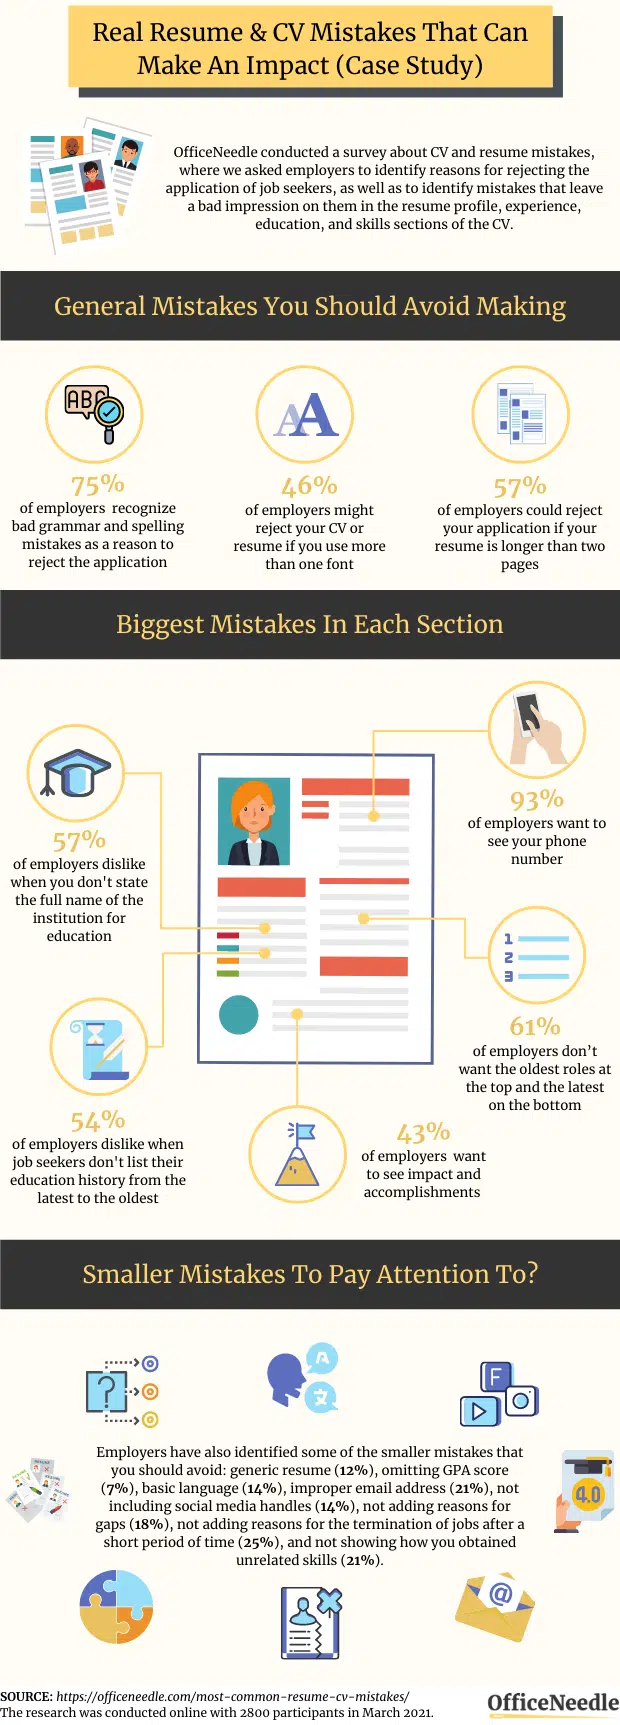 Real Resume & CV Mistakes That Can
Make An Impact (Case Study)
OfficeNeedle conducted a survey about CV and resume mistakes,
where we asked employers to identify reasons for rejecting the
application of job seekers, as well as to identify mistakes that leave
a bad impression on them in the resume profile, experience,
education, and skills sections of the CV.
General Mistakes You Should Avoid Making
ABC
75%
of employers recognize
bad grammar and spelling
mistakes as a reason to
reject the application
AA
46%
of employers might
reject your CV or
resume if you use more
than one font
57%
of employers could reject
your application if your
resume is longer than two
pages
Biggest Mistakes In Each Section
57%
of employers dislike
when you don't state
the full name of the
institution for
education
93%
of employers want to
see your phone
number
1
2
3
61%
of employers don’t
want the oldest roles at
the top and the latest
on the bottom
54%
of employers dislike when
job seekers don't list their
education history from the
latest to the oldest
43%
of employers want
to see impact and
accomplishments
Smaller Mistakes To Pay Attention To?
?
A
文
F
Employers have also identified some of the smaller mistakes that
you should avoid: generic resume (12%), omitting GPA score
(7%), basic language (14%), improper email address (21%), not
including social media handles (14%), not adding reasons for
gaps (18%), not adding reasons for the termination of jobs after a
short period of time (25%), and not showing how you obtained
unrelated skills (21%).
4.0
@
SOURCE: https://officeneedle.com/most-common-resume-cv-mistakes/
The research was conducted online with 2800 participants in March 2021.
OfficeNeedle